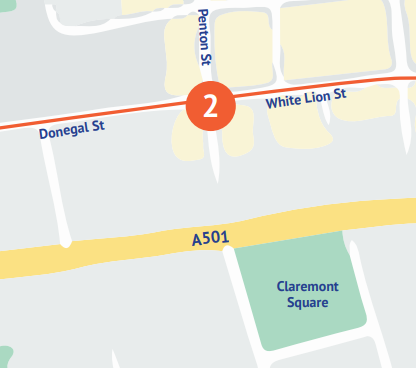 Penton St
2
White Lion St
Donegal St
A501
Claremont
Square